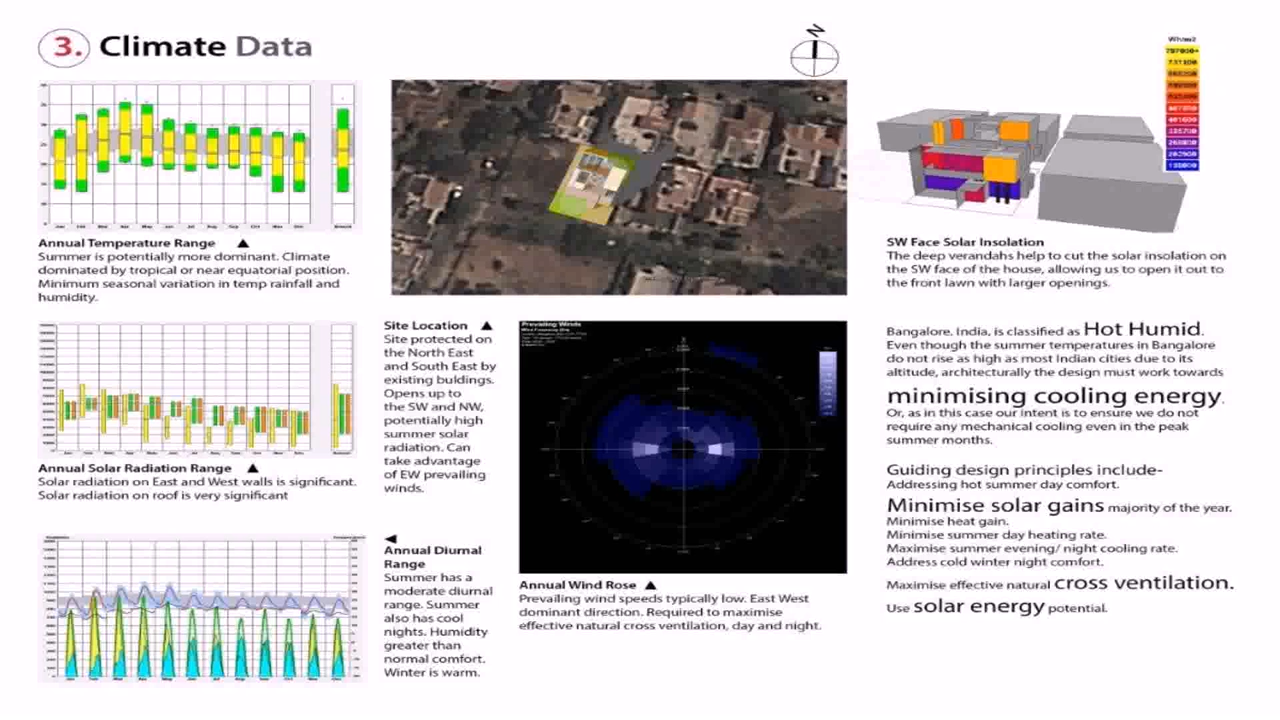 3. Climate Data
N
Annual Temperature Range
Summer is potentially more dominant. Climate
dominated by tropical or near equatorial position.
Minimum seasonal variation in temp rainfall and
humidity.
Annual Solar Radiation Range
Solar radiation on East and West walls is significant.
Solar radiation on roof is very significant
Annual Diurnal
Range
Summer has a
moderate diurnal
range. Summer
also has cool
nights. Humidity
greater than
normal comfort.
Winter is warm.
Site Location
Site protected on
the North East
and South East by
existing buldings.
Opens up to
the SW and NW,
potentially high
summer solar
radiation. Can
take advantage
of EW prevailing
winds.
Prevailing Winds
Annual Wind Rose
Prevailing wind speeds typically low. East West
dominant direction. Required to maximise
effective natural cross ventilation, day and night.
SW Face Solar Insolation
The deep verandahs help to cut the solar insolation on
the SW face of the house, allowing us to open it out to
the front lawn with larger openings.
Bangalore, India, is classified as Hot Humid.
Even though the summer temperatures in Bangalore
do not rise as high as most Indian cities due to its
altitude, architecturally the design must work towards
minimising cooling energy.
Or, as in this case our intent is to ensure we do not
require any mechanical cooling even in the peak
summer months.
Guiding design principles include-
Addressing hot summer day comfort.
Minimise solar gains majority of the year.
Minimise heat gain.
Minimise summer day heating rate.
Maximise summer evening/ night cooling rate.
Address cold winter night comfort.
Maximise effective natural cross ventilation.
Use solar energy potential.